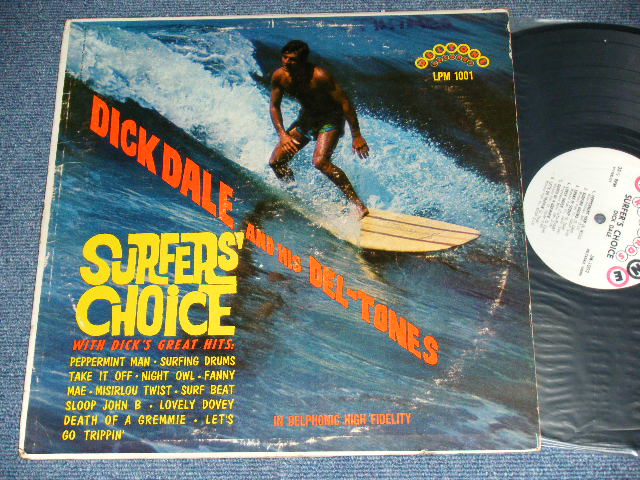 LPM 1001
DICK DALE
AND HIS DEL-TONES
SURFERS'
CHOICE
WITH DICK'S GREAT HITS:
PEPPERMINT MAN · SURFING DRUMS
TAKE IT OFF · NIGHT OWL · FANNY
MAE · MISIRLOU TWIST · SURF BEAT
SLOOP JOHN B · LOVELY DOVEY
DEATH OF A GREMMIE · LET'S
GO TRIPPIN'
IN DELPHONIC HIGH FIDELITY
SURFER'S CHOICE
DICK DALE